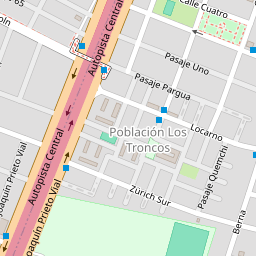 Calle Cuatro
65
Pasaje Uno
Autopista Central
Pasaje Pargua
Locarno
Población Los
Troncos
Autopista Central
Joaquín Prieto Vial
Pasaje Quemchi
Zurich Sur
Berna
Joaquín Prieto Vial